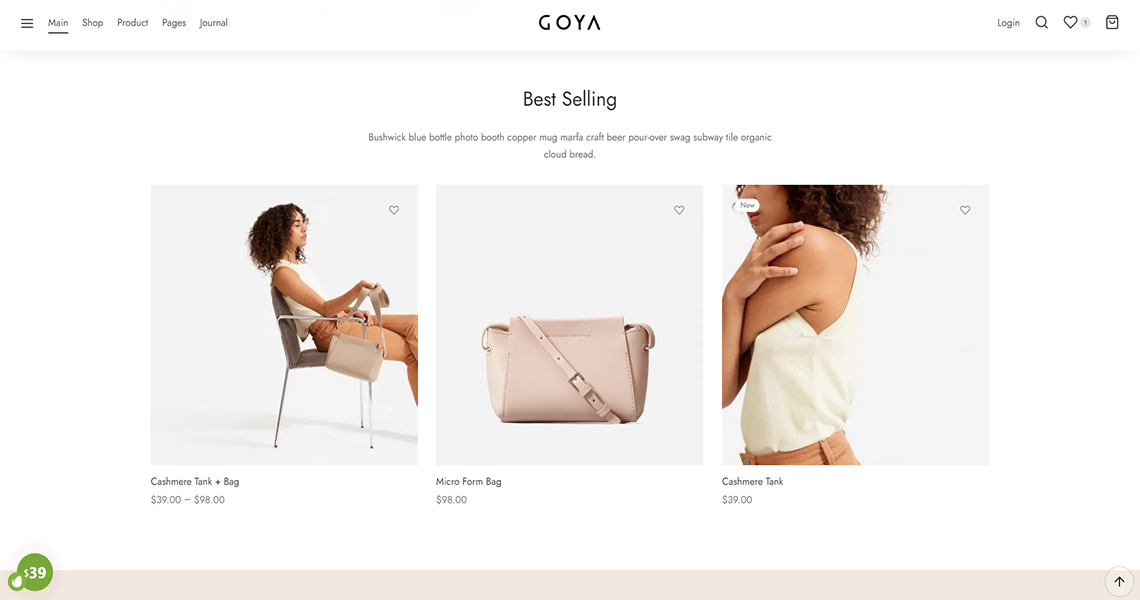 Main Shop Product Pages Journal GOYA Login 1
Best Selling
Bushwick blue bottle photo booth copper mug marfa craft beer pour-over swag subway tile organic
cloud bread.
New
Cashmere Tank + Bag
$39.00 – $98.00
Micro Form Bag
$98.00
Cashmere Tank
$39.00
$39